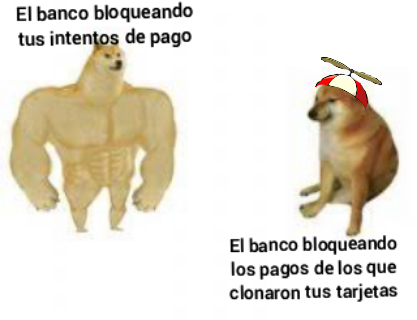 El banco bloqueando
tus intentos de pago
El banco bloqueando
los pagos de los que
clonaron tus tarjetas